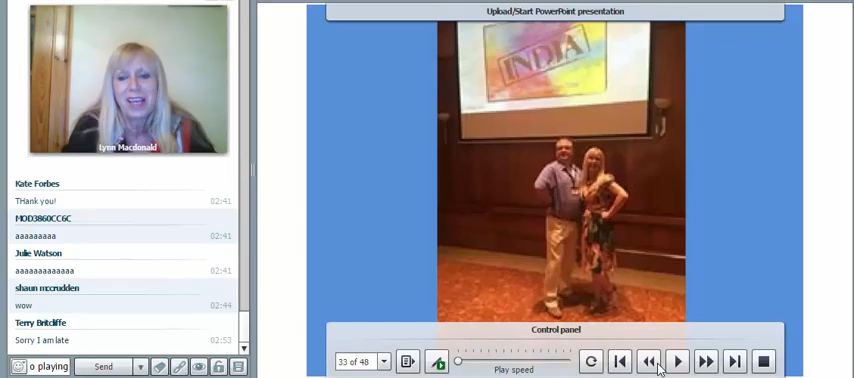 Lynn Macdonald
Kate Forbes
THank you!
02:41
MOD3860CC6C
aaaaaaaaa
02:41
Julie Watson
aaaaaaaaaaaaa
02:41
shaun mccrudden
wow
02:44
Terry Britcliffe
Sorry I am late
02:53
o playing
Send
Upload/Start PowerPoint presentation
INDIA
Control panel
33 of 48
Play speed